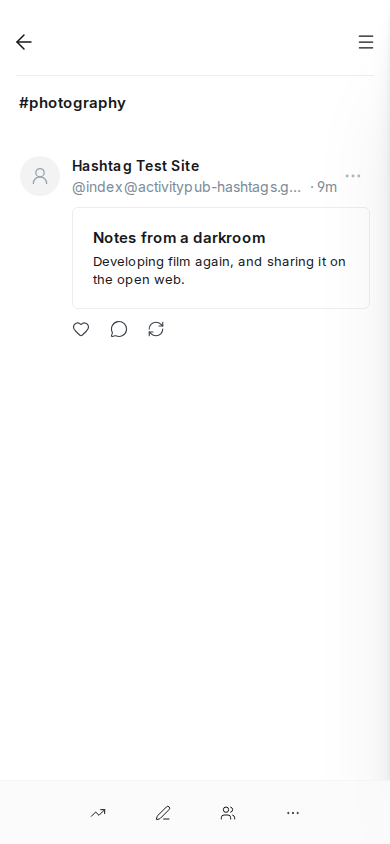 #photography
Hashtag Test Site
@index@activitypub-hashtags.g... · 9m
Notes from a darkroom
Developing film again, and sharing it on
the open web.